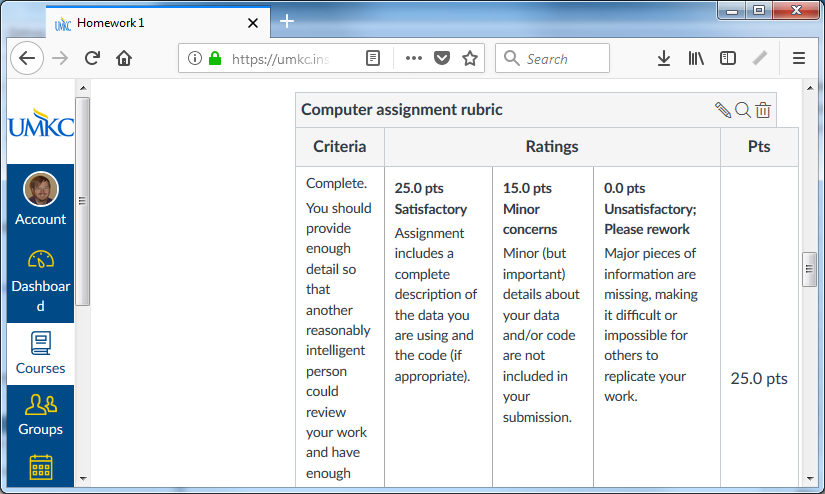 UMKC Homework 1
https://umkc.ins
Search
UMKC
Account
Dashboar
d
Courses
Groups
Computer assignment rubric
Criteria
Ratings
Pts
Complete.
You should
provide
enough
detail so
that
another
reasonably
intelligent
person
could
review
your work
and have
enough
25.0 pts
Satisfactory
Assignment
includes a
complete
description of
the data you
are using and
the code (if
appropriate).
15.0 pts
Minor
concerns
Minor (but
important)
details about
your data
and/or code
are not
included in
your
submission.
0.0 pts
Unsatisfactory;
Please rework
Major pieces of
information are
missing, making
it difficult or
impossible for
others to
replicate your
work.
25.0 pts